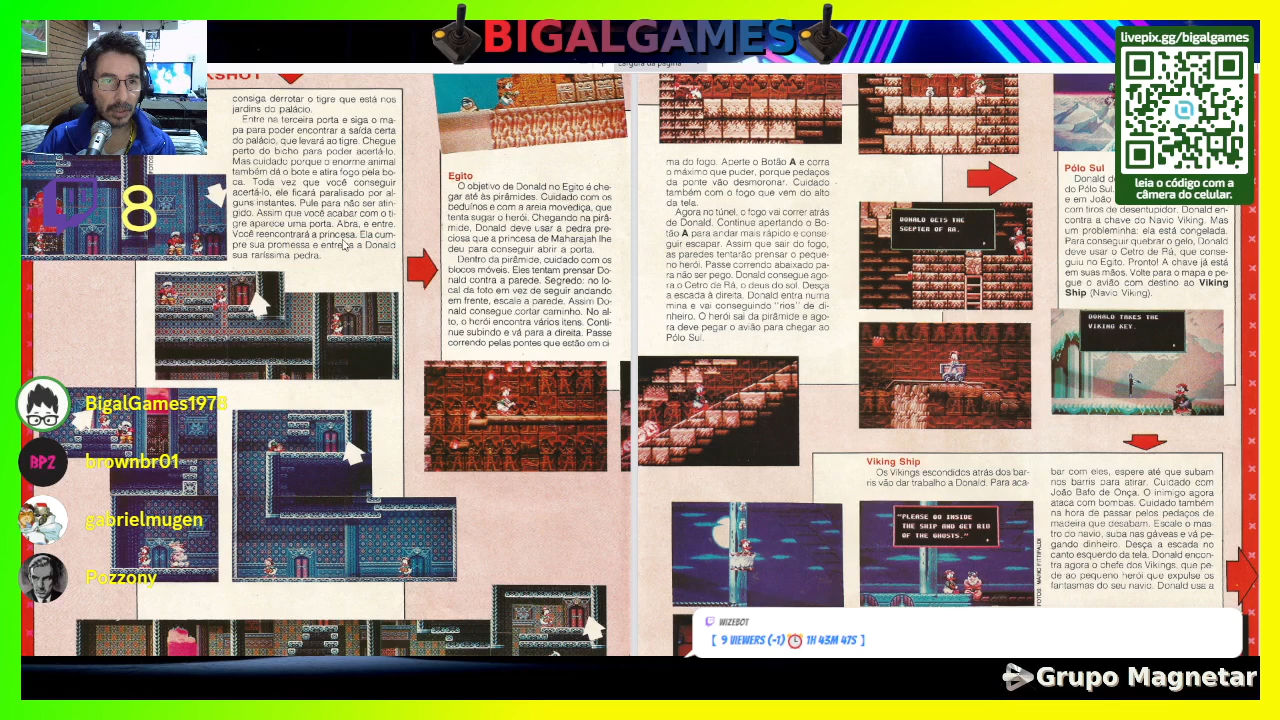 BIGALGAMES
livepix.gg/bigalgames
leia o código com a
câmera do celular.
8
BigalGames1978
brownbr01
BPZ
gabrielmugen
Pozzony
consiga derrotar o tigre que está nos
jardins do palácio.
Entre na terceira porta e siga o ma-
pa para poder encontrar a saída certa
do palácio, que levará ao tigre. Chegue
perto do bicho para poder acertá-lo.
Mas cuidado porque o enorme animal
também dá o bote e atira fogo pela bo-
ca. Toda vez que você conseguir
acertá-lo, ele ficará paralisado por al-
guns instantes. Pule para não ser atin-
gido. Assim que você acabar com o ti-
gre aparece uma porta. Abra, e entre.
Você reencontrará a princesa. Ela cum-
pre sua promessa e entrega a Donald
sua raríssima pedra.
Egito
O objetivo de Donald no Egito é che-
gar até às pirâmides. Cuidado com os
beduínos e com a areia movediça, que
tenta sugar o herói. Chegando na pirâ-
mide, Donald deve usar a pedra pre-
ciosa que a princesa de Maharajah lhe
deu para conseguir abrir a porta.
Dentro da pirâmide, cuidado com os
blocos móveis. Eles tentam prensar Do-
nald contra a parede. Segredo: no lo-
cal da foto em vez de seguir andando
em frente, escale a parede. Assim Do-
nald consegue cortar caminho. No al-
to, o herói encontra vários itens. Conti-
nue subindo e vá para a direita. Passe
correndo pelas pontes que estão em ci
ma do fogo. Aperte o Botão A e corra
o máximo que puder, porque pedaços
da ponte vão desmoronar. Cuidado
também com o fogo que vem do alto
da tela.
Agora no túnel, o fogo vai correr atrás
de Donald. Continue apertando o Bo-
tão A para andar mais rápido e conse-
guir escapar. Assim que sair do fogo,
as paredes tentarão prensar o peque-
no herói. Passe correndo abaixado pa-
ra não ser pego. Donald consegue ago-
ra o Cetro de Rá, o deus do sol. Desça
a escada à direita. Donald entra numa
mina e vai conseguindo "rios" de di-
nheiro. O herói sai da pirâmide e ago-
ra deve pegar o avião para chegar ao
Pólo Sul.
DONALD GETS THE
SCEPTER OF RA.
Pólo Sul
Donald d
do Pólo Sul.
e em João
com tiros de desentupidor. Donald en-
contra a chave do Navio Viking. Mas
um probleminha: ela está congelada.
Para conseguir quebrar o gelo, Donald
deve usar o Cetro de Rá, que conse-
guiu no Egito. Pronto! A chave já está
em suas mãos. Volte para o mapa e pe-
gue o avião com destino ao Viking
Ship (Navio Viking).
DONALD TAKES THE
VIKING KEY.
Viking Ship
Os Vikings escondidos atrás dos bar-
ris vão dar trabalho a Donald. Para aca-
"PLEASE GO INSIDE
THE SHIP AND GET RID
OF THE GHOSTS."
bar com eles, espere até que subam
nos barris para atirar. Cuidado com
João Bafo de Onça. O inimigo agora
ataca com bombas. Cuidado também
na hora de passar pelos pedaços de
madeira que desabam. Escale o mas-
tro do navio, suba nas gáveas e vá pe-
gando dinheiro. Desça a escada no
canto esquerdo da tela. Donald encon-
tra agora o chefe dos Vikings, que pe-
de ao pequeno herói que expulse os
fantasmas do seu navio. Donald usa a
WIZEBOT
[ 9 VIEWERS (-1) 1H 43M 47S ]
Grupo Magnetar